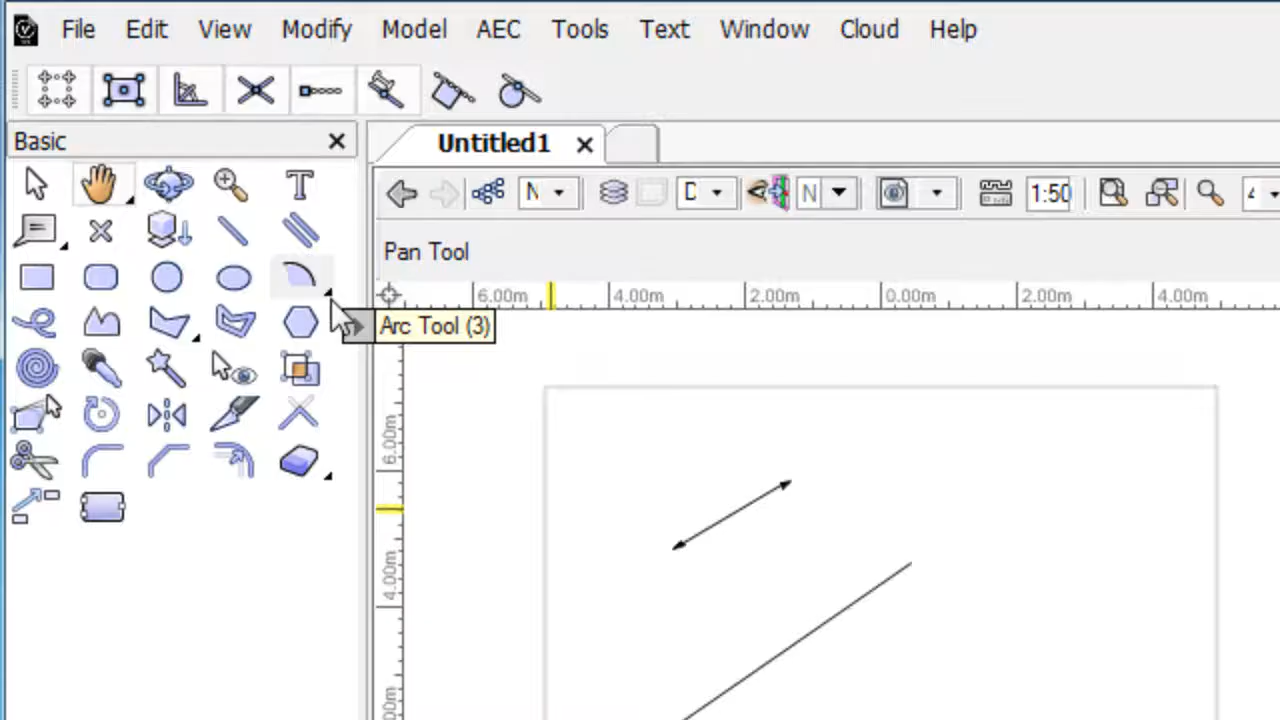 File Edit View Modify Model AEC Tools Text Window Cloud Help
Basic
Untitled1
N D N 1:50
Pan Tool
6.00m 4.00m 2.00m 0.00m 2.00m 4.00m
Arc Tool (3)
6.00m
4.00m